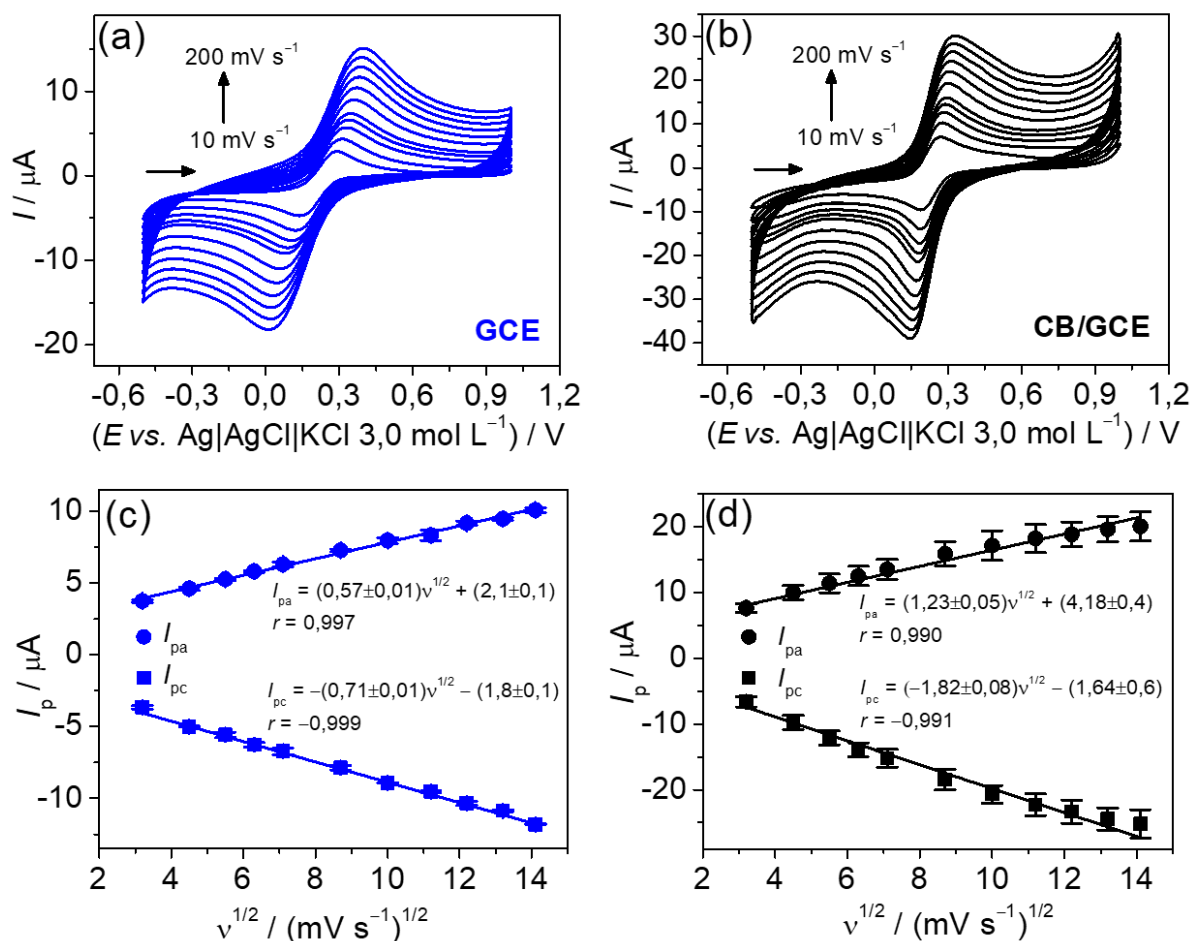 (a)
200 mV s⁻¹
10 mV s⁻¹
GCE
I / µA
10
0
-10
-20
-0,6 -0,3 0,0 0,3 0,6 0,9 1,2
(E vs. Ag|AgCl|KCl 3,0 mol L⁻¹) / V
(b)
200 mV s⁻¹
10 mV s⁻¹
CB/GCE
I / µA
30
20
10
0
-10
-20
-30
-40
-0,6 -0,3 0,0 0,3 0,6 0,9 1,2
(E vs. Ag|AgCl|KCl 3,0 mol L⁻¹) / V
(c)
Iₚ / µA
10
5
0
-5
-10
Ipa = (0,57±0,01)ν¹/² + (2,1±0,1)
r = 0,997
Ipa
Ipc
Ipc = −(0,71±0,01)ν¹/² − (1,8±0,1)
r = −0,999
2 4 6 8 10 12 14
ν¹/² / (mV s⁻¹)¹/²
(d)
Iₚ / µA
20
10
0
-10
-20
Ipa = (1,23±0,05)ν¹/² + (4,18±0,4)
r = 0,990
Ipa
Ipc
Ipc = (−1,82±0,08)ν¹/² − (1,64±0,6)
r = −0,991
2 4 6 8 10 12 14
ν¹/² / (mV s⁻¹)¹/²